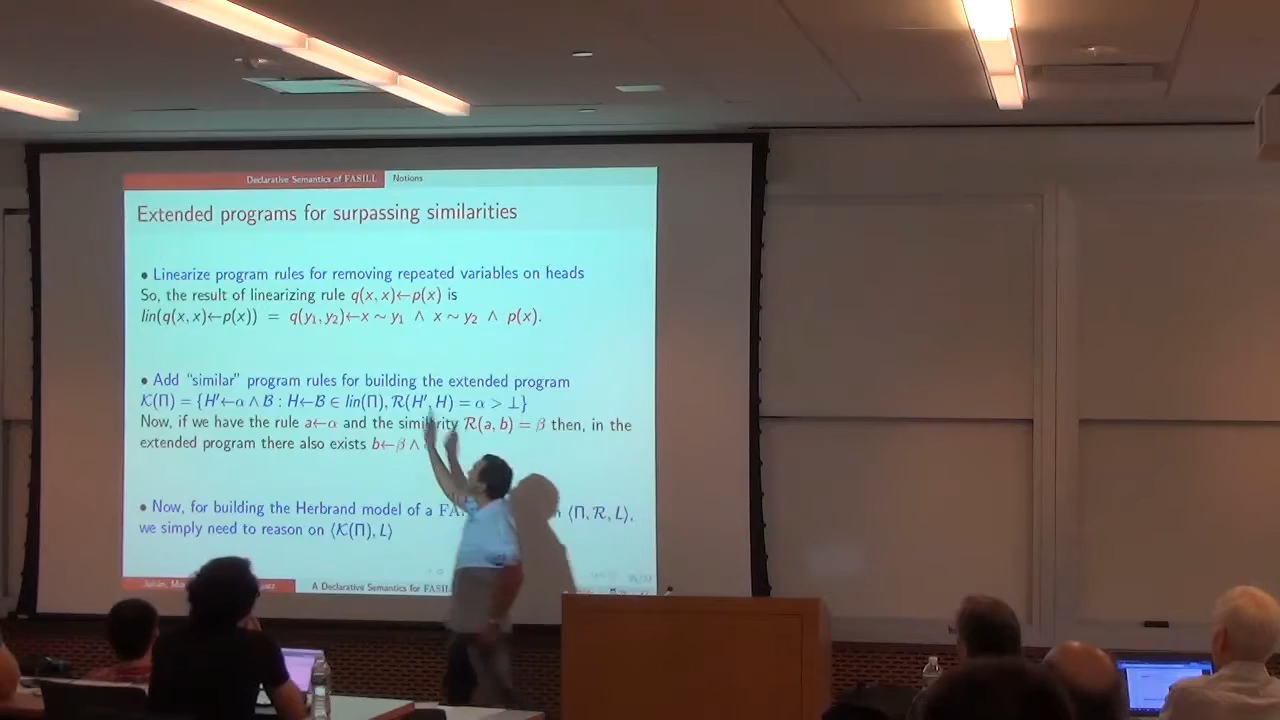 Declarative Semantics of FASILL Notions
Extended programs for surpassing similarities
• Linearize program rules for removing repeated variables on heads
So, the result of linearizing rule q(x, x)←p(x) is
lin(q(x, x)←p(x)) = q(y₁, y₂)←x ∼ y₁ ∧ x ∼ y₂ ∧ p(x).
• Add “similar” program rules for building the extended program
𝒦(Π) = {H′←α ∧ ℬ : H←ℬ ∈ lin(Π), ℛ(H′, H) = α > ⊥}
Now, if we have the rule a←α and the similarity ℛ(a, b) = β then, in the
extended program there also exists b←β ∧
• Now, for building the Herbrand model of a ⟨Π, ℛ, L⟩,
we simply need to reason on ⟨𝒦(Π), L⟩
A Declarative Semantics for FASILL